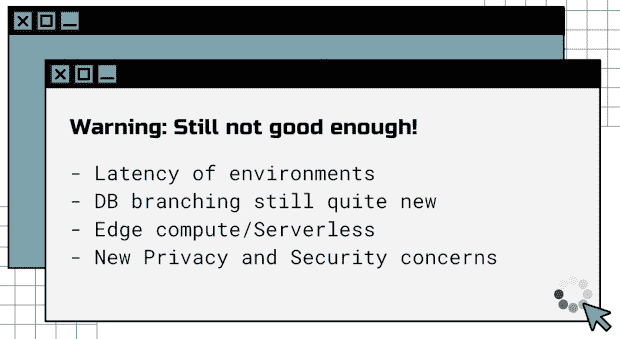 Warning: Still not good enough!
- Latency of environments
- DB branching still quite new
- Edge compute/Serverless
- New Privacy and Security concerns